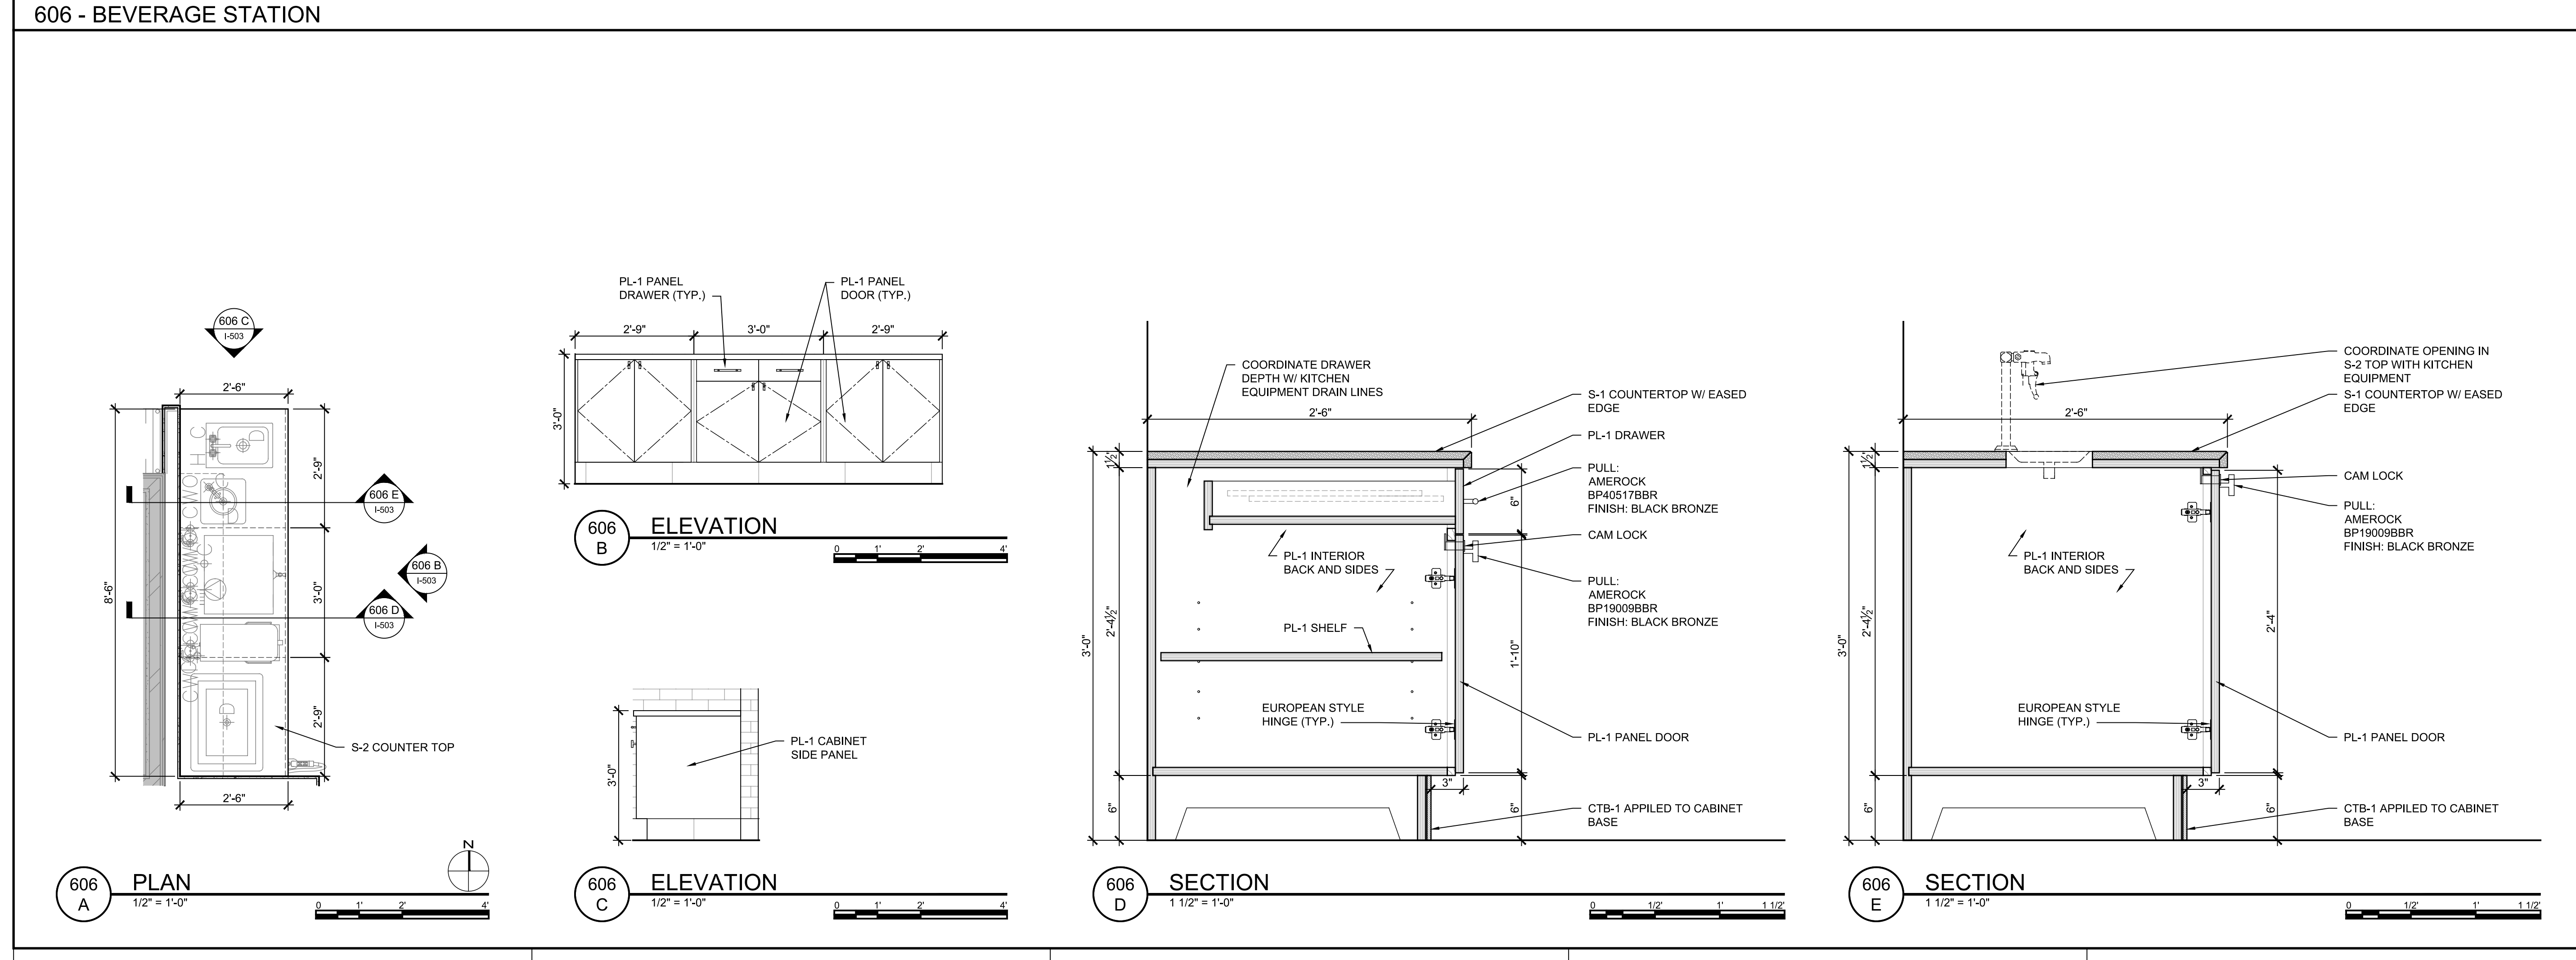 606 - BEVERAGE STATION
606 C
I-503
2'-6"
8'-6"
2'-9"
3'-0"
2'-9"
606 E
I-503
606 B
I-503
606 D
I-503
S-2 COUNTER TOP
2'-6"
N
606
A
PLAN
1/2" = 1'-0"
0 1' 2' 4'
PL-1 PANEL
DRAWER (TYP.)
PL-1 PANEL
DOOR (TYP.)
2'-9"
3'-0"
2'-9"
3'-0"
606
B
ELEVATION
1/2" = 1'-0"
0 1' 2' 4'
3'-0"
PL-1 CABINET
SIDE PANEL
606
C
ELEVATION
1/2" = 1'-0"
0 1' 2' 4'
COORDINATE DRAWER
DEPTH W/ KITCHEN
EQUIPMENT DRAIN LINES
2'-6"
S-1 COUNTERTOP W/ EASED
EDGE
PL-1 DRAWER
PULL:
AMEROCK
BP40517BBR
FINISH: BLACK BRONZE
CAM LOCK
PL-1 INTERIOR
BACK AND SIDES
PULL:
AMEROCK
BP19009BBR
FINISH: BLACK BRONZE
PL-1 SHELF
EUROPEAN STYLE
HINGE (TYP.)
PL-1 PANEL DOOR
CTB-1 APPILED TO CABINET
BASE
3'-0"
1 1/2"
2'-4 1/2"
6"
6"
1'-10"
3"
6"
606
D
SECTION
1 1/2" = 1'-0"
0 1/2' 1' 1 1/2'
COORDINATE OPENING IN
S-2 TOP WITH KITCHEN
EQUIPMENT
S-1 COUNTERTOP W/ EASED
EDGE
2'-6"
CAM LOCK
PULL:
AMEROCK
BP19009BBR
FINISH: BLACK BRONZE
PL-1 INTERIOR
BACK AND SIDES
EUROPEAN STYLE
HINGE (TYP.)
PL-1 PANEL DOOR
CTB-1 APPILED TO CABINET
BASE
3'-0"
1 1/2"
2'-4 1/2"
6"
2'-4"
3"
6"
606
E
SECTION
1 1/2" = 1'-0"
0 1/2' 1' 1 1/2'